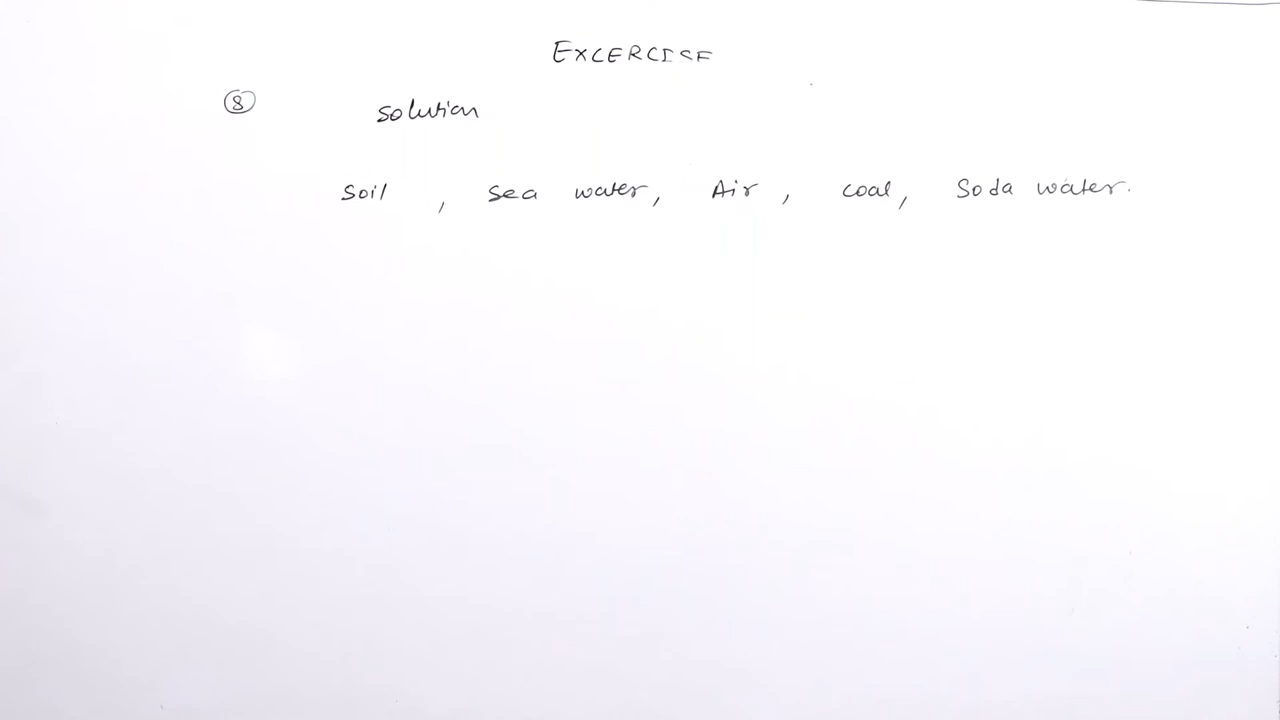 EXCERCISE
8 solution
Soil , Sea water, Air , coal, Soda water.